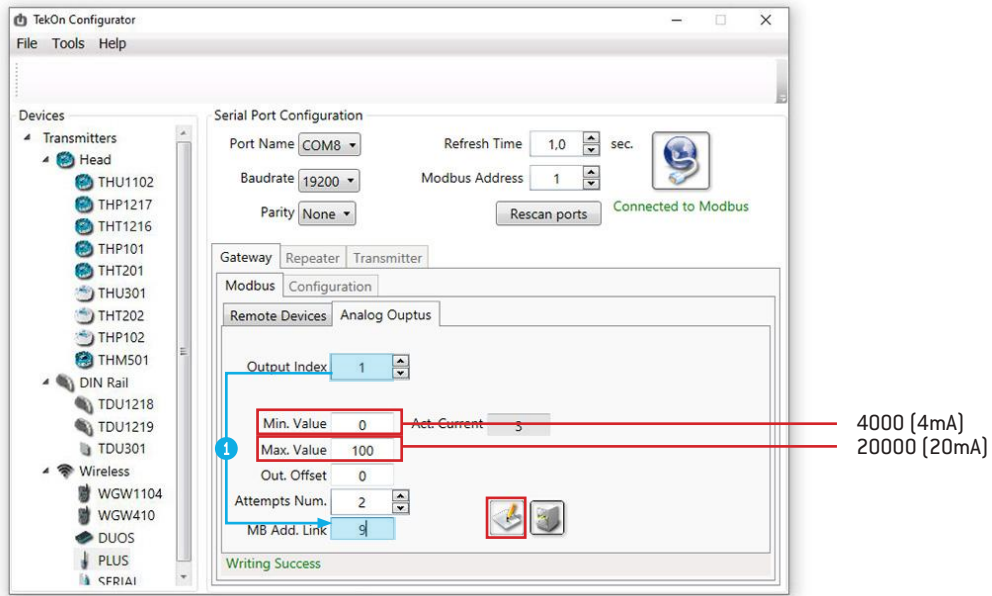 TekOn Configurator
File Tools Help
Devices
Transmitters
Head
THU1102
THP1217
THT1216
THP101
THT201
THU301
THT202
THP102
THM501
DIN Rail
TDU1218
TDU1219
TDU301
Wireless
WGW1104
WGW410
DUOS
PLUS
SERIAL
Serial Port Configuration
Port Name COM8 Refresh Time 1,0 sec.
Baudrate 19200 Modbus Address 1
Parity None Rescan ports Connected to Modbus
Gateway Repeater Transmitter
Modbus Configuration
Remote Devices Analog Ouptus
Output Index 1
Min. Value 0 Act. Current 3
1 Max. Value 100
Out. Offset 0
Attempts Num. 2
MB Add. Link 9
Writing Success
4000 (4mA)
20000 (20mA)